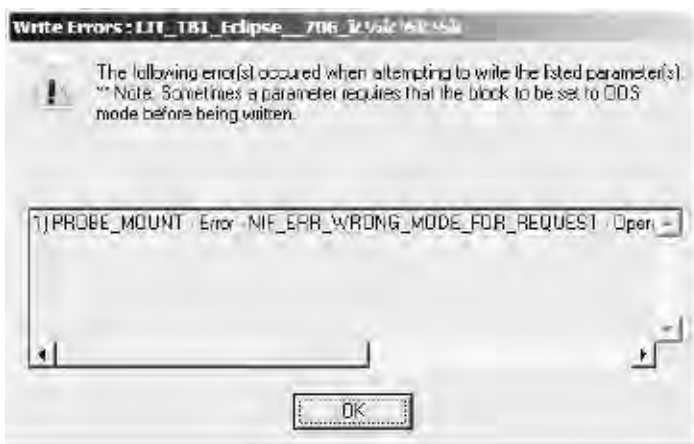 Write Errors : LIT_TB1_Eclipse__706_
The following error(s) occured when attempting to write the listed parameter(s).
** Note: Sometimes a parameter requires that the block to be set to OOS
mode before being written.
1) PROBE_MOUNT - Error - NIF_ERR_WRONG_MODE_FOR_REQUEST - Oper
OK